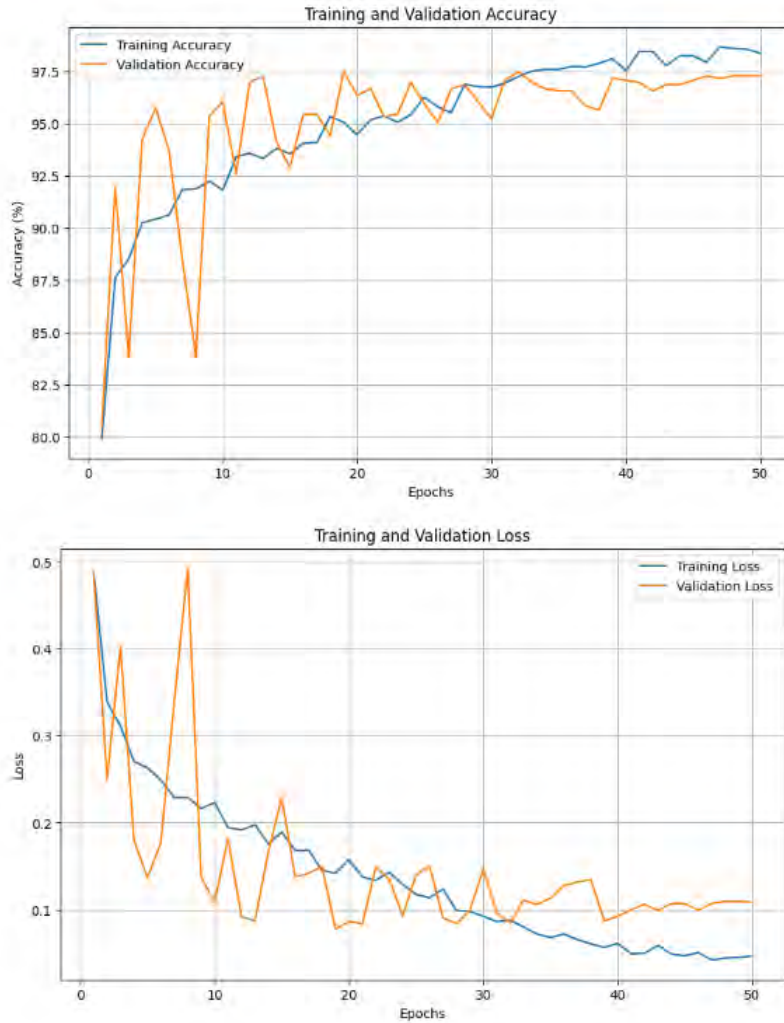 Training and Validation Accuracy
Training Accuracy
Validation Accuracy
97.5
95.0
92.5
90.0
87.5
85.0
82.5
80.0
Accuracy (%)
0 10 20 30 40 50
Epochs
Training and Validation Loss
Training Loss
Validation Loss
0.5
0.4
0.3
0.2
0.1
Loss
0 10 20 30 40 50
Epochs